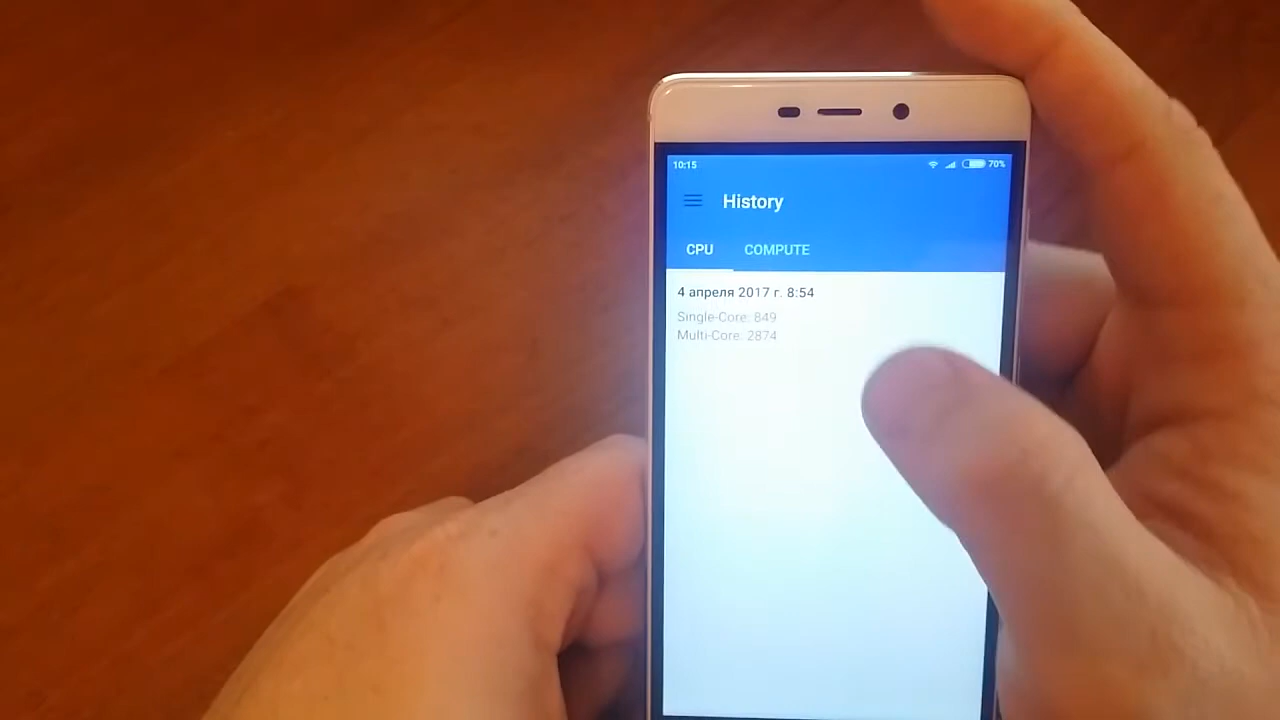 10:15 70%
History
CPU COMPUTE
4 апреля 2017 г. 8:54
Single-Core: 849
Multi-Core: 2874